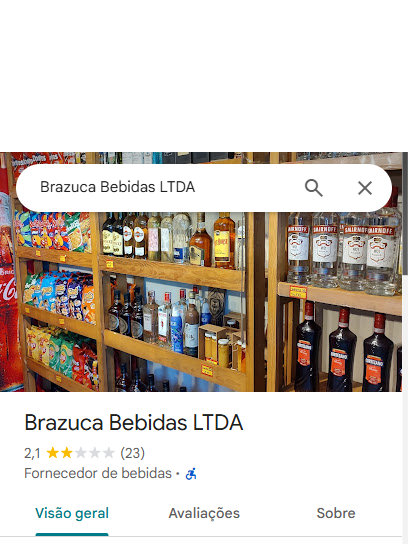 Brazuca Bebidas LTDA
SMIRNOFF
SMIRNOFF
SMIRNOFF
Brazuca Bebidas LTDA
2,1 (23)
Fornecedor de bebidas ·
Visão geral
Avaliações
Sobre